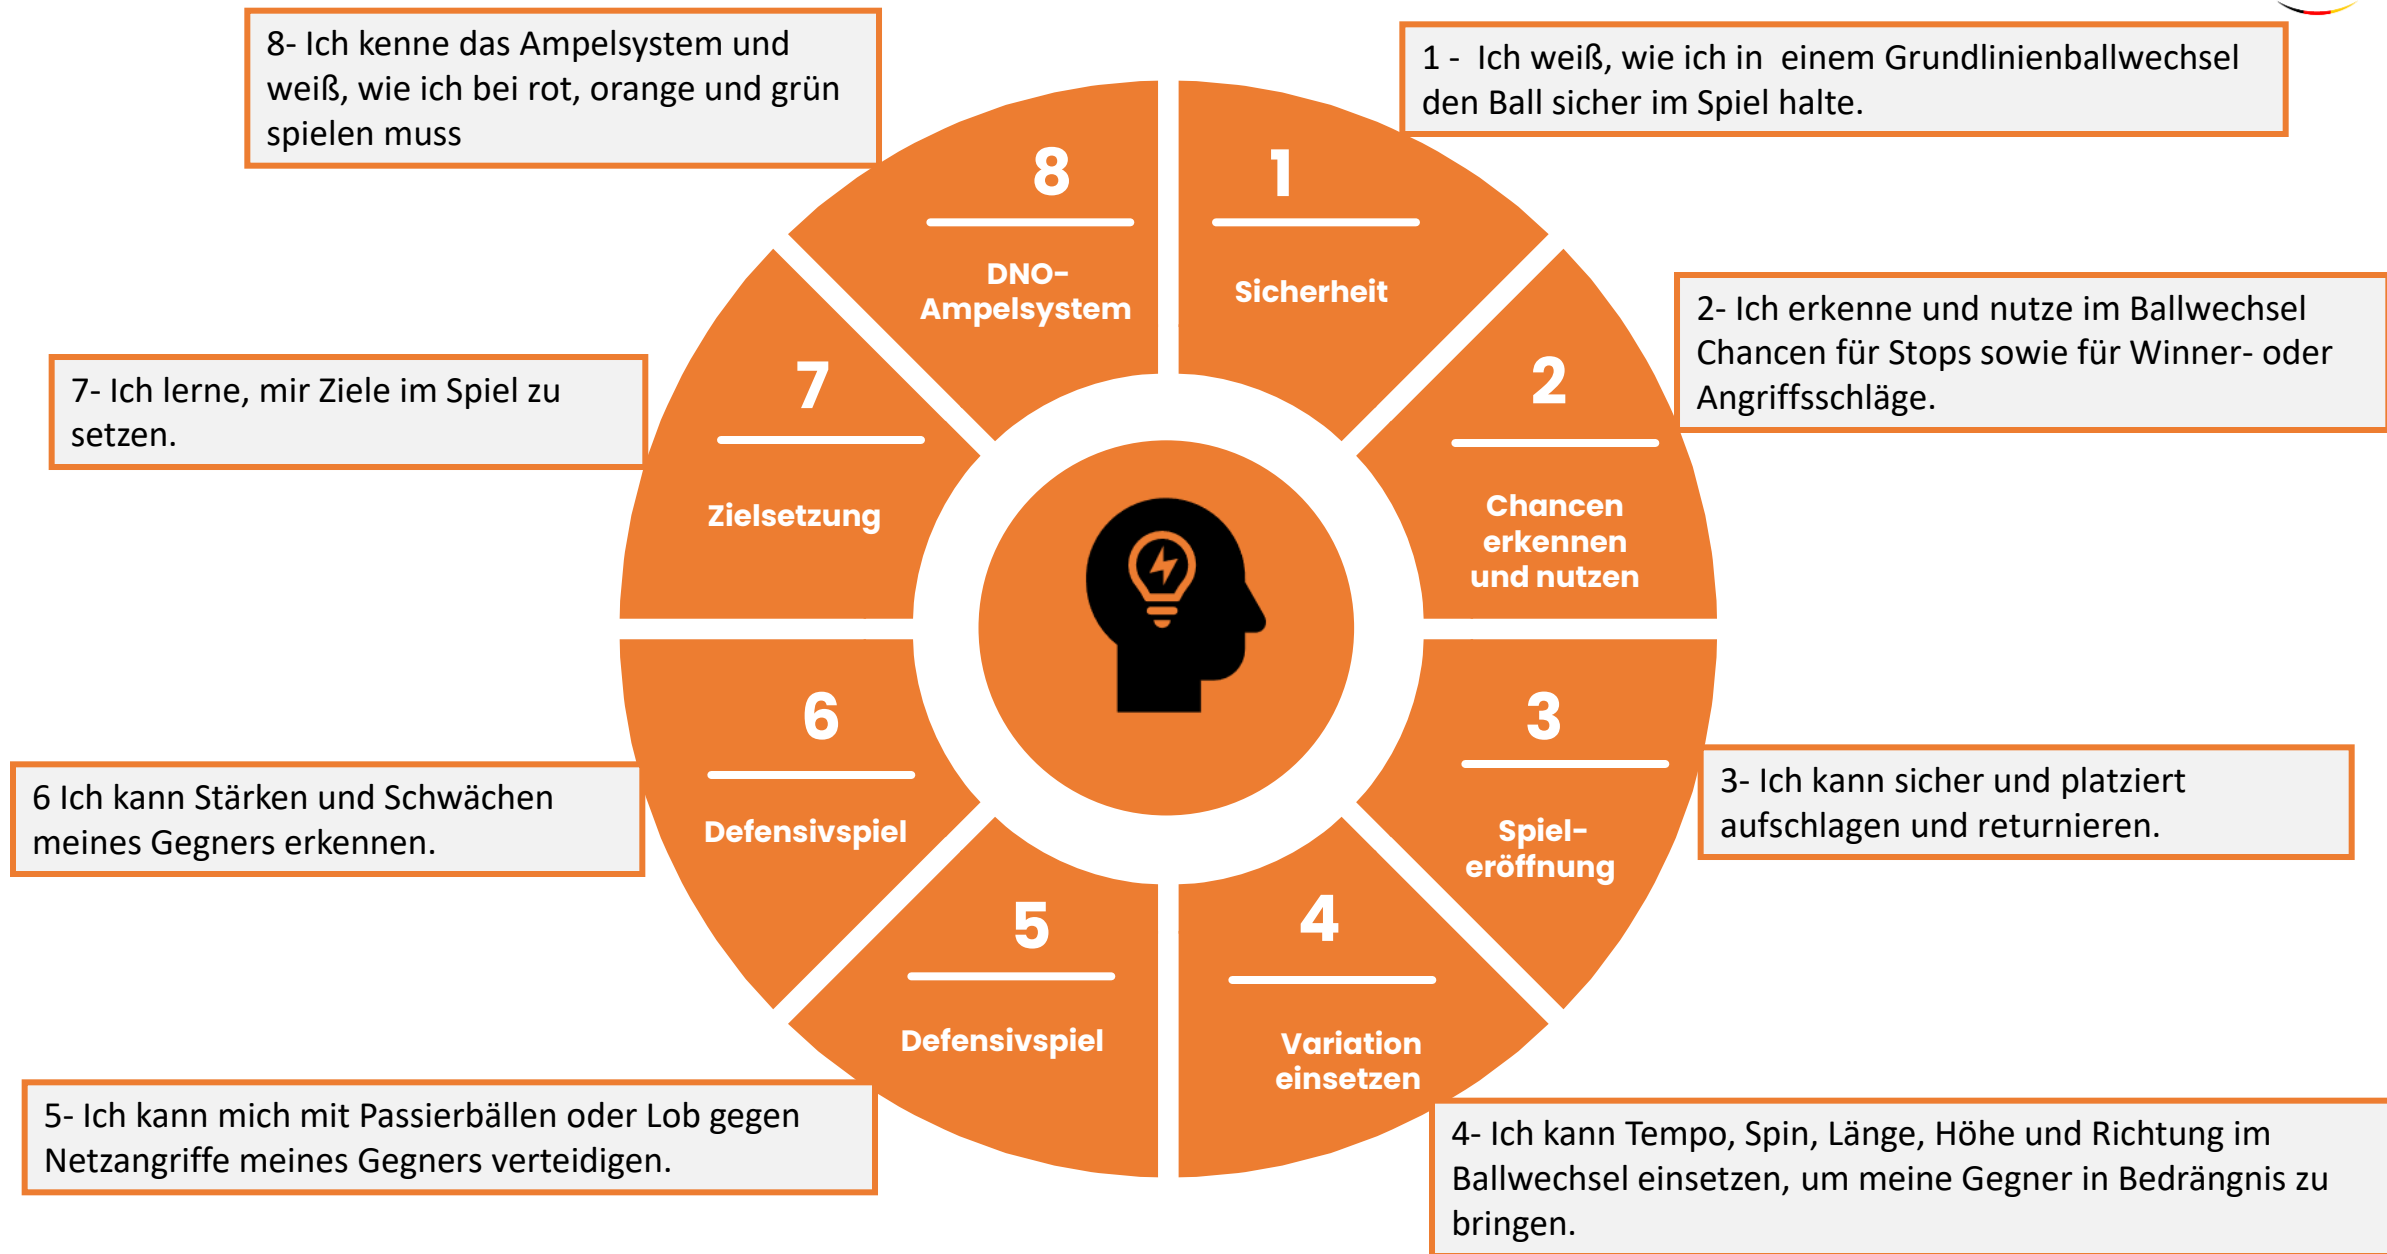 8- Ich kenne das Ampelsystem und
weiß, wie ich bei rot, orange und grün
spielen muss
1 -  Ich weiß, wie ich in  einem Grundlinienballwechsel
den Ball sicher im Spiel halte.
8
DNO-
Ampelsystem
1
Sicherheit
2- Ich erkenne und nutze im Ballwechsel
Chancen für Stops sowie für Winner- oder
Angriffsschläge.
7- Ich lerne, mir Ziele im Spiel zu
setzen.
7
Zielsetzung
2
Chancen
erkennen
und nutzen
6
Defensivspiel
3
Spiel-
eröffnung
6 Ich kann Stärken und Schwächen
meines Gegners erkennen.
3- Ich kann sicher und platziert
aufschlagen und returnieren.
5
Defensivspiel
4
Variation
einsetzen
5- Ich kann mich mit Passierbällen oder Lob gegen
Netzangriffe meines Gegners verteidigen.
4- Ich kann Tempo, Spin, Länge, Höhe und Richtung im
Ballwechsel einsetzen, um meine Gegner in Bedrängnis zu
bringen.